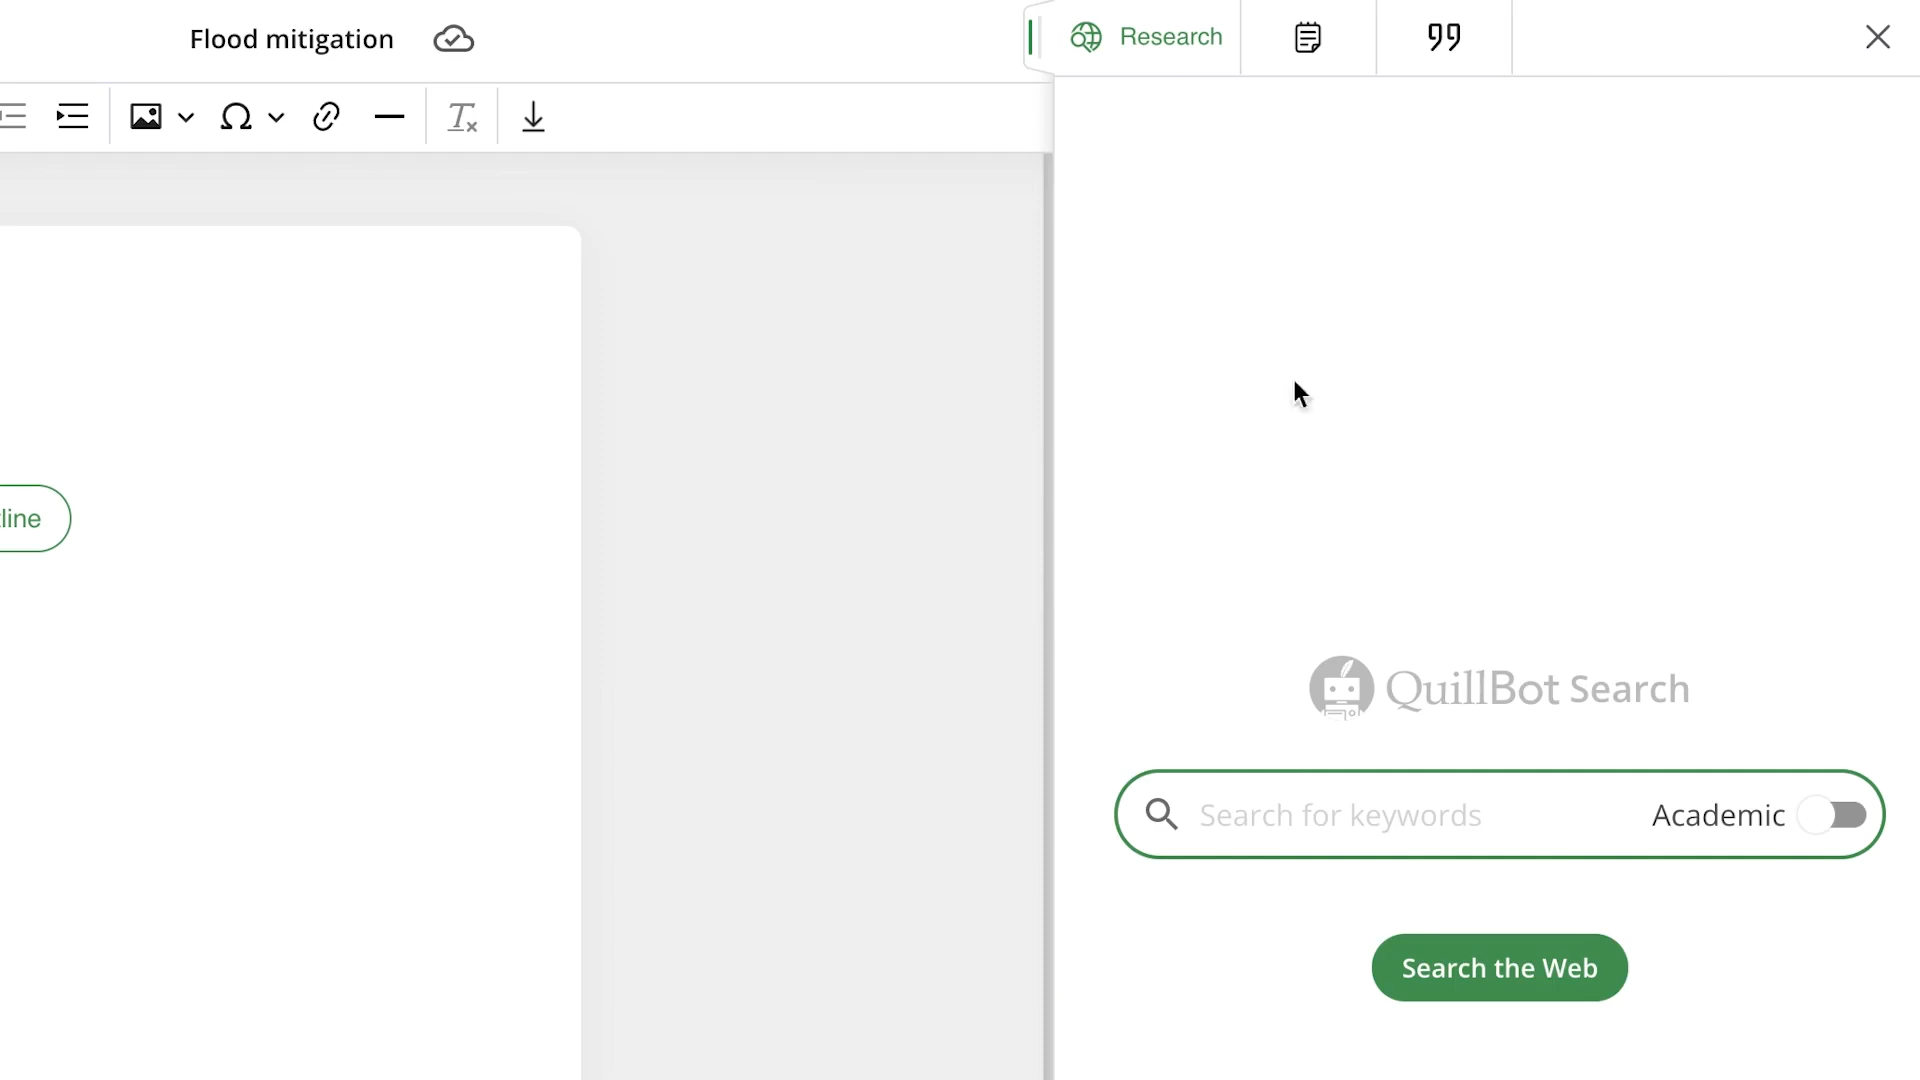 Flood mitigation
Research
line
QuillBot Search
Search for keywords
Academic
Search the Web